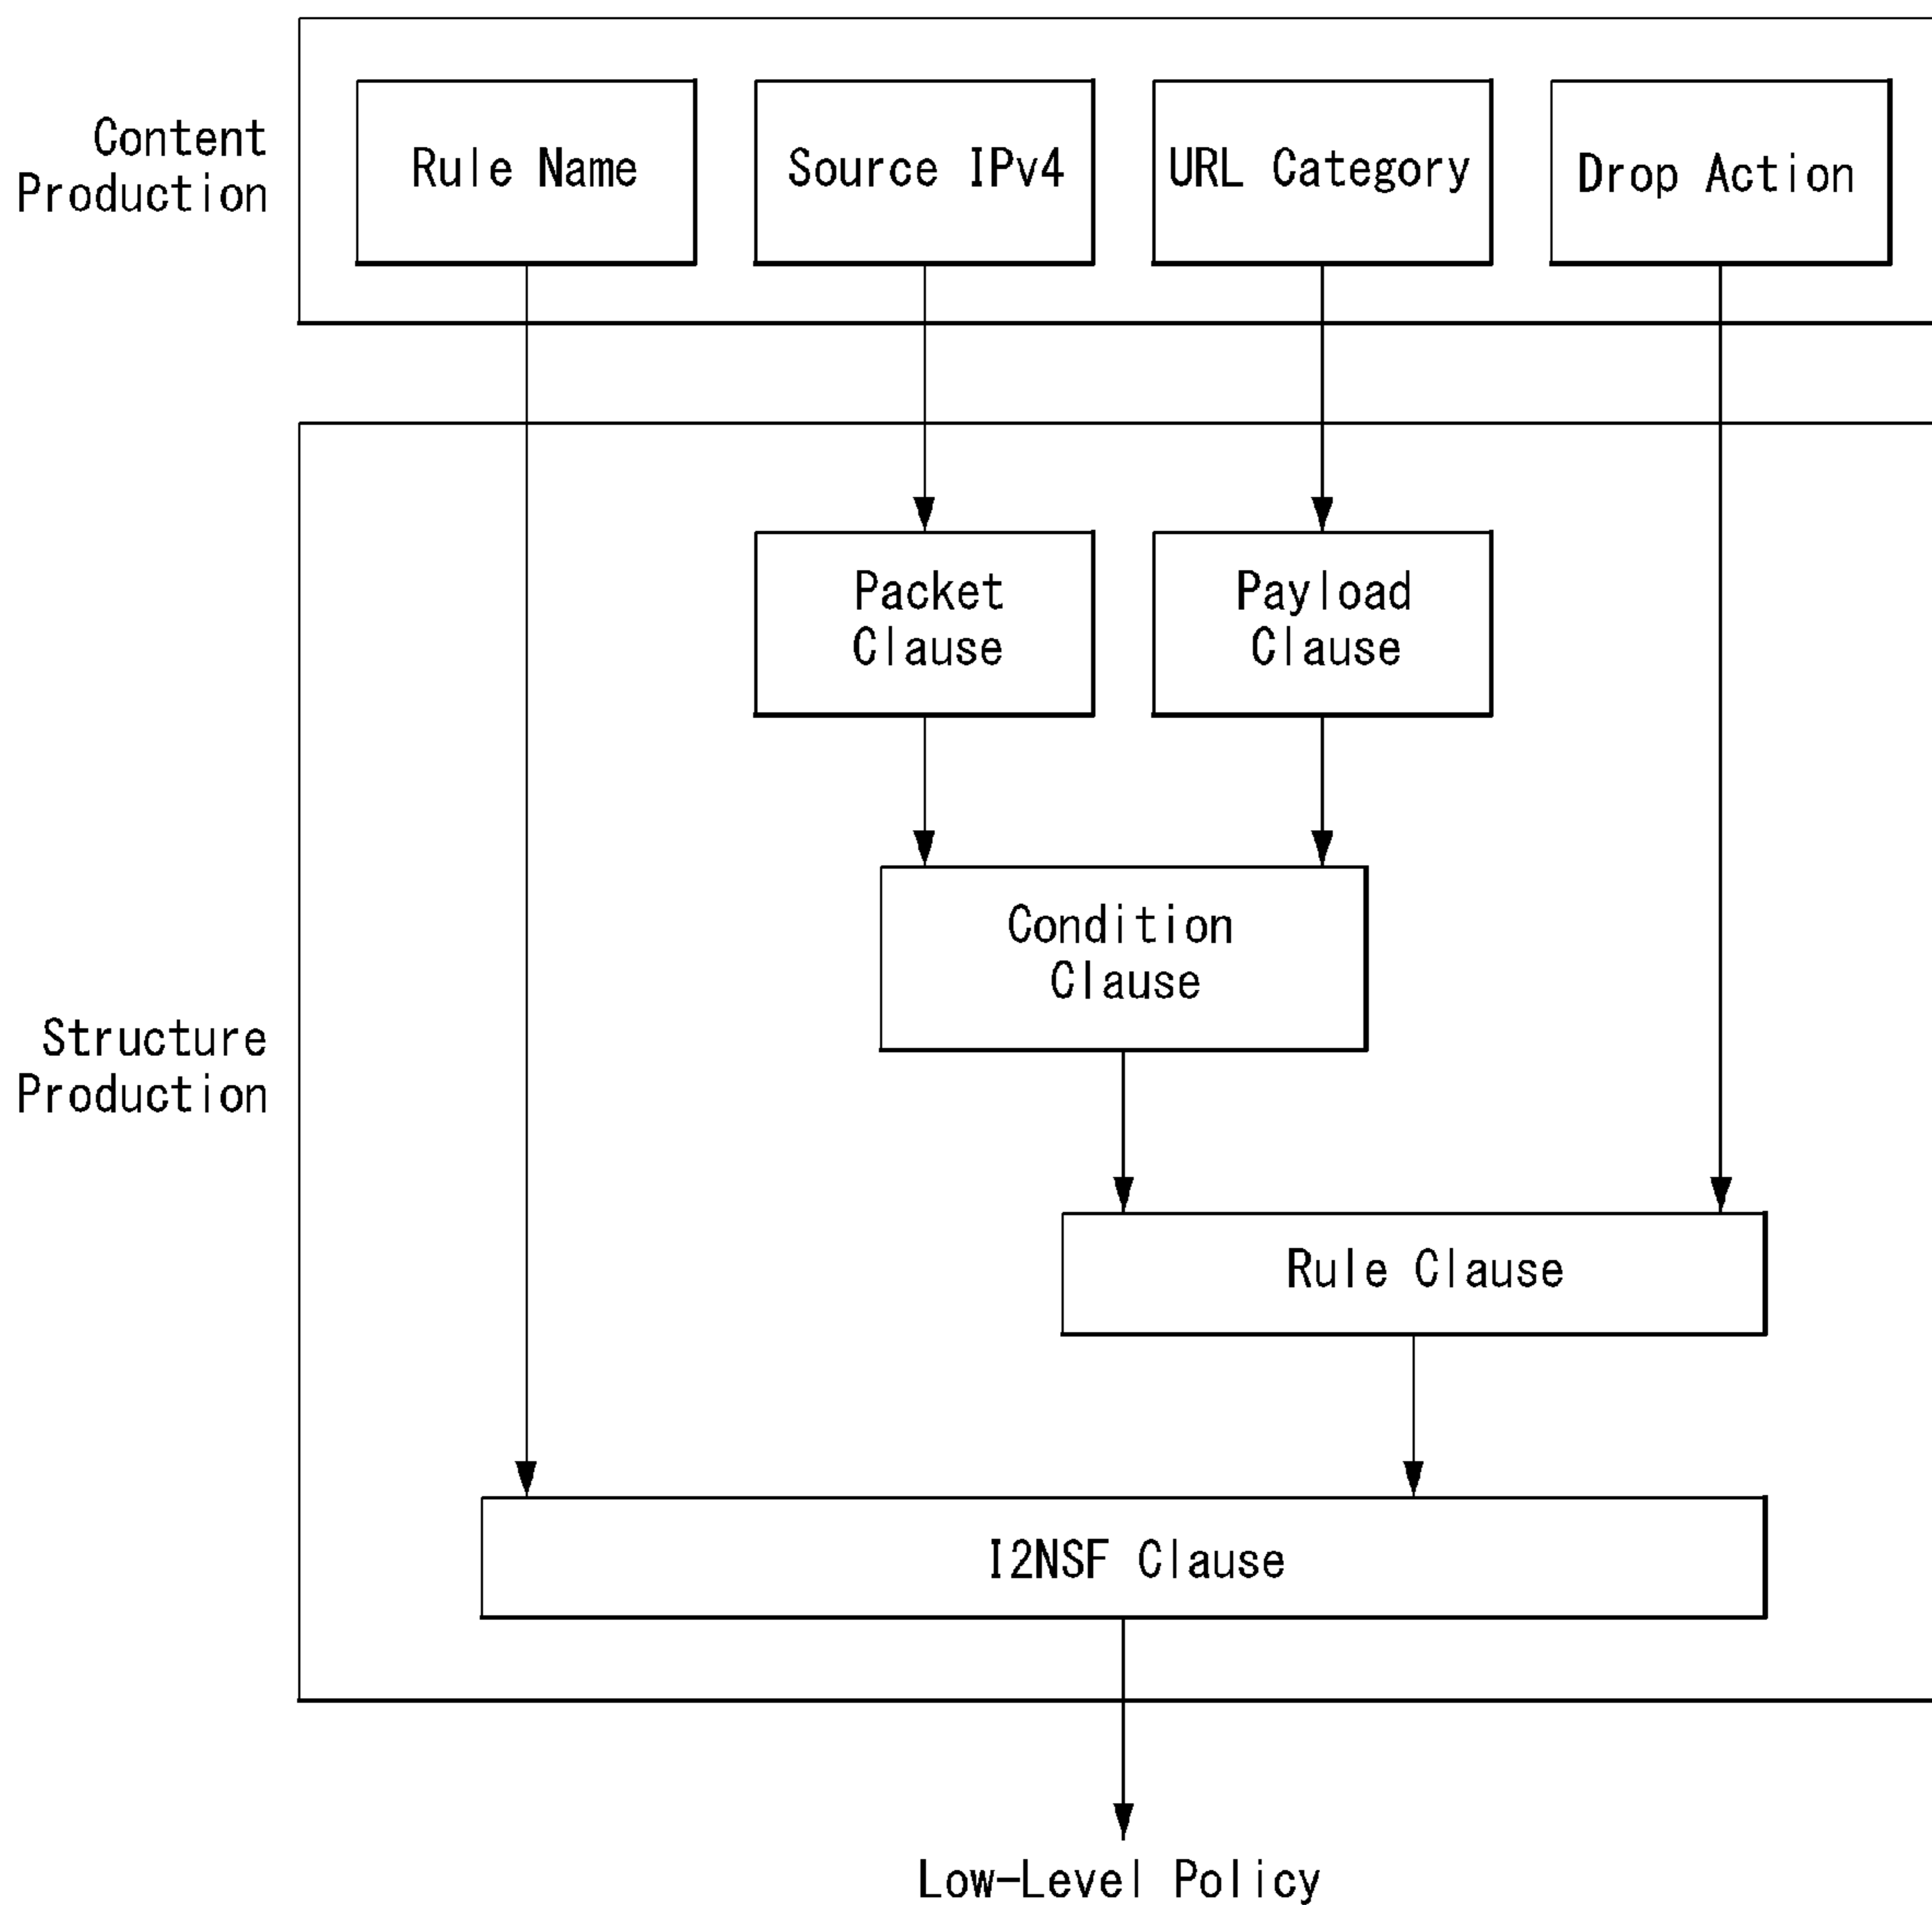 Content
Production
Rule Name
Source IPv4
URL Category
Drop Action
Structure
Production
Packet
Clause
Payload
Clause
Condition
Clause
Rule Clause
I2NSF Clause
Low-Level Policy